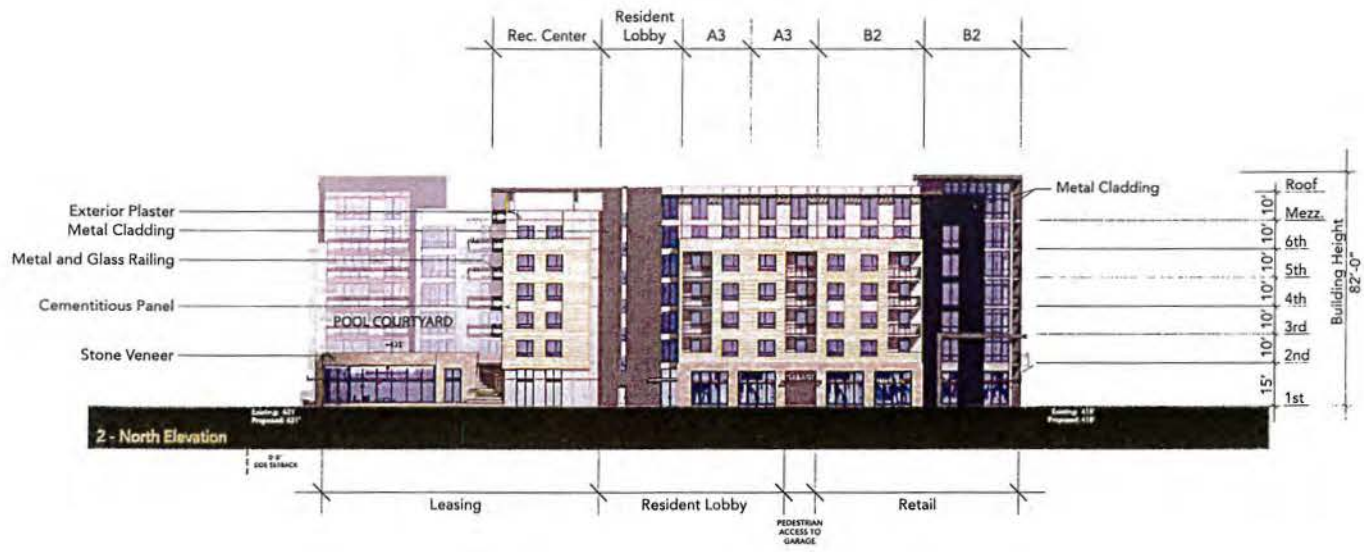 Resident
Rec. Center
Lobby
A3
A3
B2
B2
Metal Cladding
Roof
Exterior Plaster
Metal Cladding
Metal and Glass Railing
Cementitious Panel
POOL COURTYARD
Stone Veneer
10'
Mezz.
10'
6th
10'
5th
10'
4th
10'
3rd
10'
2nd
15'
1st
Building Height
82'-0"
2 - North Elevation
SIDE SETBACK
Leasing
Resident Lobby
Retail
PEDESTRIAN
ACCESS TO
GARAGE